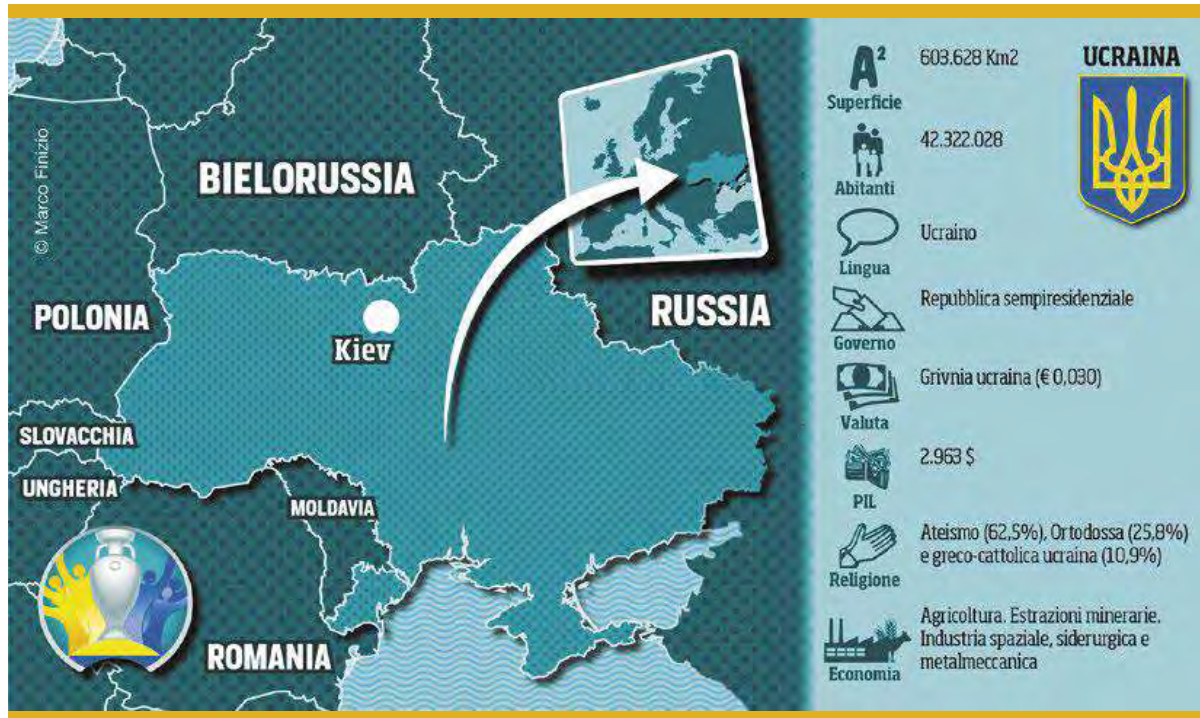 © Marco Finizio
BIELORUSSIA
POLONIA
Kiev
RUSSIA
SLOVACCHIA
UNGHERIA
MOLDAVIA
ROMANIA
UCRAINA
A²
Superficie
603.628 Km2
Abitanti
42.322.028
Lingua
Ucraino
Governo
Repubblica sempiresidenziale
Valuta
Grivnia ucraina (€ 0,030)
PIL
2.963 $
Religione
Ateismo (62,5%), Ortodossa (25,8%)
e greco-cattolica ucraina (10,9%)
Economia
Agricoltura. Estrazioni minerarie.
Industria spaziale, siderurgica e
metalmeccanica